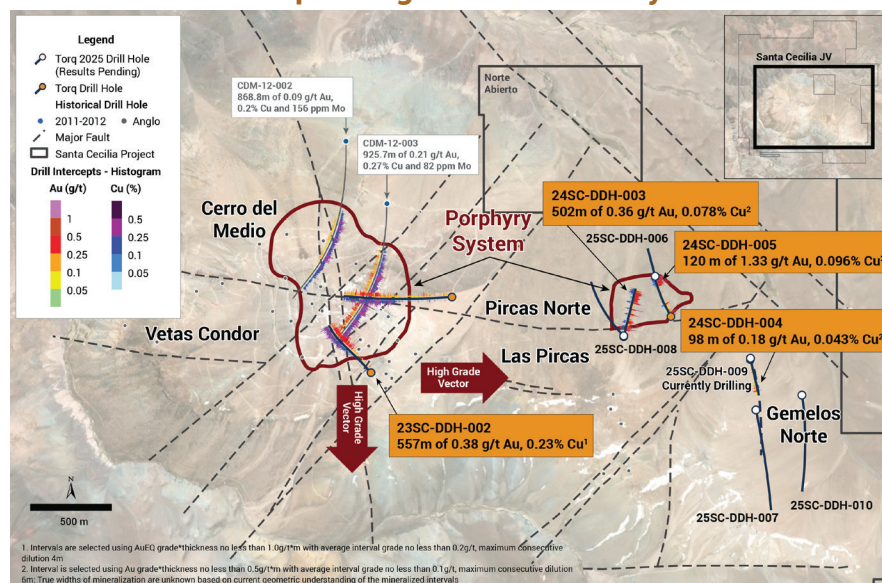 Legend
Torq 2025 Drill Hole
(Results Pending)
Torq Drill Hole
Historical Drill Hole
2011-2012
Anglo
Major Fault
Santa Cecilia Project
Drill Intercepts - Histogram
Au (g/t)
Cu (%)
1
0.5
0.25
0.1
0.05
0.5
0.25
0.1
0.05
CDM-12-002
868.8m of 0.09 g/t Au,
0.2% Cu and 156 ppm Mo
CDM-12-003
925.7m of 0.21 g/t Au,
0.27% Cu and 82 ppm Mo
Norte
Abierto
Santa Cecilia JV
Cerro del
Medio
Porphyry
System
24SC-DDH-003
502m of 0.36 g/t Au, 0.078% Cu²
25SC-DDH-006
24SC-DDH-005
120 m of 1.33 g/t Au, 0.096% Cu²
Pircas Norte
Vetas Condor
Las Pircas
25SC-DDH-008
24SC-DDH-004
98 m of 0.18 g/t Au, 0.043% Cu²
25SC-DDH-009
Currently Drilling
High Grade
Vector
High Grade
Vector
23SC-DDH-002
557m of 0.38 g/t Au, 0.23% Cu¹
Gemelos
Norte
25SC-DDH-007
25SC-DDH-010
N
500 m
1. Intervals are selected using AuEQ grade*thickness no less than 1.0g/t*m with average interval grade no less than 0.2g/t, maximum consecutive
dilution 4m
2. Interval is selected using Au grade*thickness no less than 0.5g/t*m with average interval grade no less than 0.1g/t, maximum consecutive dilution
6m: True widths of mineralization are unknown based on current geometric understanding of the mineralized intervals